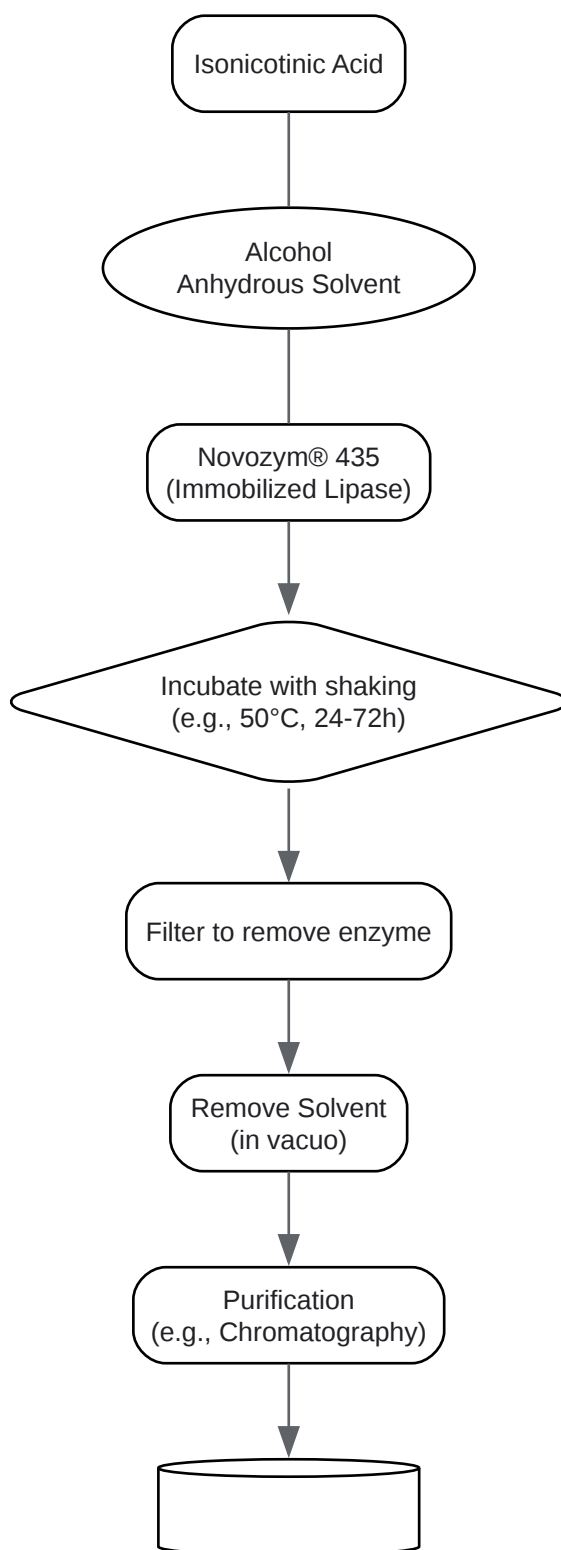 Isonicotinic Acid
Alcohol
Anhydrous Solvent
Novozym® 435
(Immobilized Lipase)
Incubate with shaking
(e.g., 50°C, 24-72h)
Filter to remove enzyme
Remove Solvent
(in vacuo)
Purification
(e.g., Chromatography)